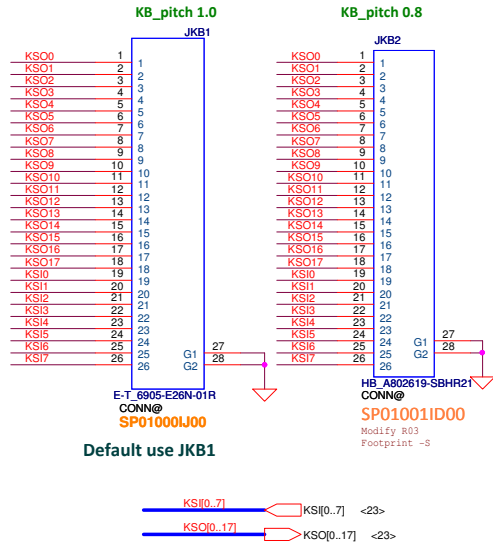 KB_pitch 1.0
JKB1
KSO0 1 1
KSO1 2 2
KSO2 3 3
KSO3 4 4
KSO4 5 5
KSO5 6 6
KSO6 7 7
KSO7 8 8
KSO8 9 9
KSO9 10 10
KSO10 11 11
KSO11 12 12
KSO12 13 13
KSO13 14 14
KSO14 15 15
KSO15 16 16
KSO16 17 17
KSO17 18 18
KSI0 19 19
KSI1 20 20
KSI2 21 21
KSI3 22 22
KSI4 23 23
KSI5 24 24
KSI6 25 25 G1 27
KSI7 26 26 G2 28
E-T_6905-E26N-01R
CONN@
SP01000IJ00
Default use JKB1
KB_pitch 0.8
JKB2
KSO0 1 1
KSO1 2 2
KSO2 3 3
KSO3 4 4
KSO4 5 5
KSO5 6 6
KSO6 7 7
KSO7 8 8
KSO8 9 9
KSO9 10 10
KSO10 11 11
KSO11 12 12
KSO12 13 13
KSO13 14 14
KSO14 15 15
KSO15 16 16
KSO16 17 17
KSO17 18 18
KSI0 19 19
KSI1 20 20
KSI2 21 21
KSI3 22 22
KSI4 23 23
KSI5 24 24 G1 27
KSI6 25 25 G2 28
KSI7 26 26
HB_A802619-SBHR21
CONN@
SP01001ID00
Modify R03
Footprint -S
KSI[0..7] KSI[0..7] <23>
KSO[0..17] KSO[0..17] <23>